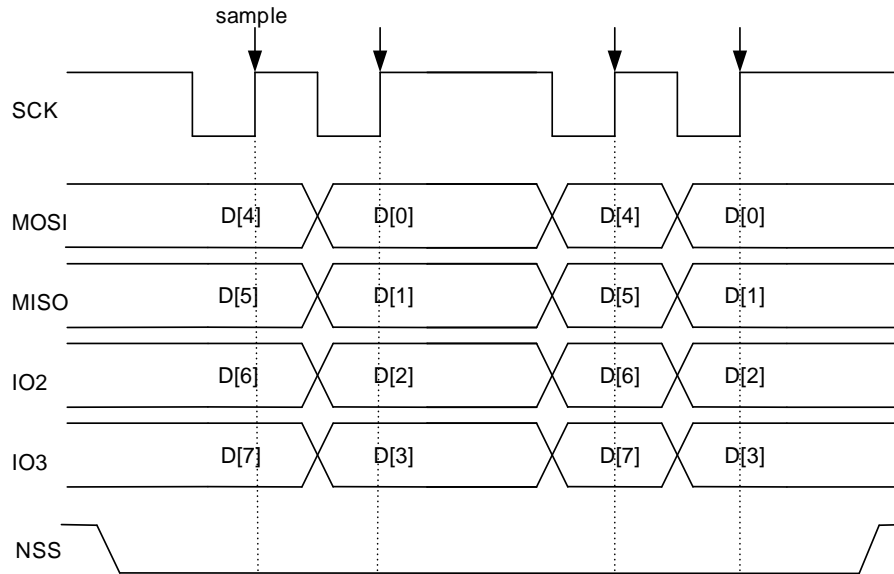 sample
SCK
MOSI D[4] D[0] D[4] D[0]
MISO D[5] D[1] D[5] D[1]
IO2 D[6] D[2] D[6] D[2]
IO3 D[7] D[3] D[7] D[3]
NSS